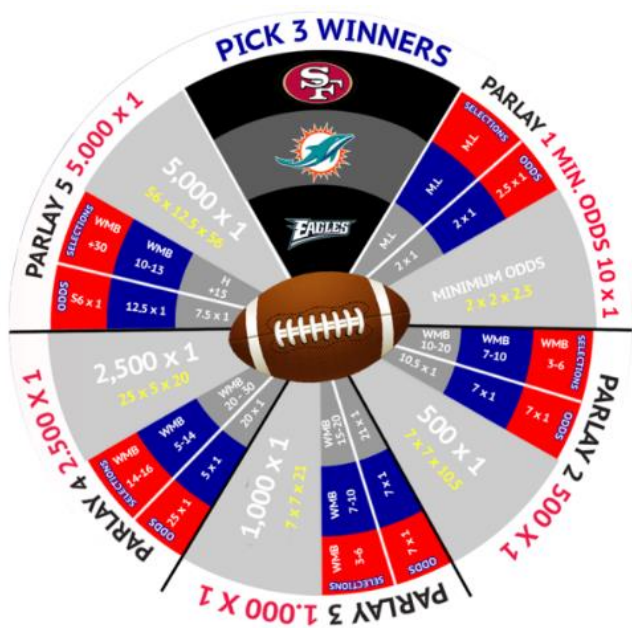 PICK 3 WINNERS
SF
EAGLES
PARLAY 1 MIN. ODDS 10 x 1
SELECTIONS
M.L
M.L
M.L
ODDS
2.5 x 1
2 x 1
2 x 1
MINIMUM ODDS
2 x 2 x 2.5
PARLAY 2 500 X 1
SELECTIONS
3-6
WMB
7-10
WMB
10-20
ODDS
7 x 1
7 x 1
10.5 x 1
500 x 1
7 x 7 x 10.5
PARLAY 3 1.000 X 1
SELECTIONS
WMB
3-6
WMB
7-10
WMB
15-20
ODDS
7 x 1
7 x 1
21 x 1
1,000 x 1
7 x 7 x 21
PARLAY 4 2.500 X 1
SELECTIONS
WMB
14-16
WMB
5-14
WMB
20 - 30
ODDS
25 x 1
5 x 1
20 x 1
2,500 x 1
25 x 5 x 20
PARLAY 5 5.000 x 1
SELECTIONS
WMB
+30
WMB
10-13
H
+15
ODDS
56 x 1
12.5 x 1
7.5 x 1
5,000 x 1
56 x 12.5 x 56